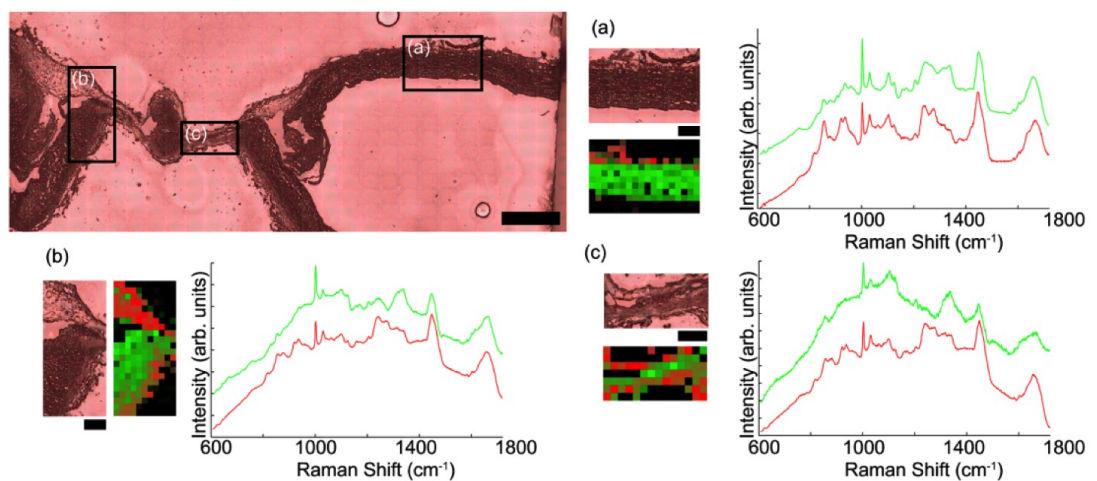 (a)
(b)
(c)
(a)
Intensity (arb. units)
600 1000 1400 1800
Raman Shift (cm-1)
(b)
Intensity (arb. units)
600 1000 1400 1800
Raman Shift (cm-1)
(c)
Intensity (arb. units)
600 1000 1400 1800
Raman Shift (cm-1)